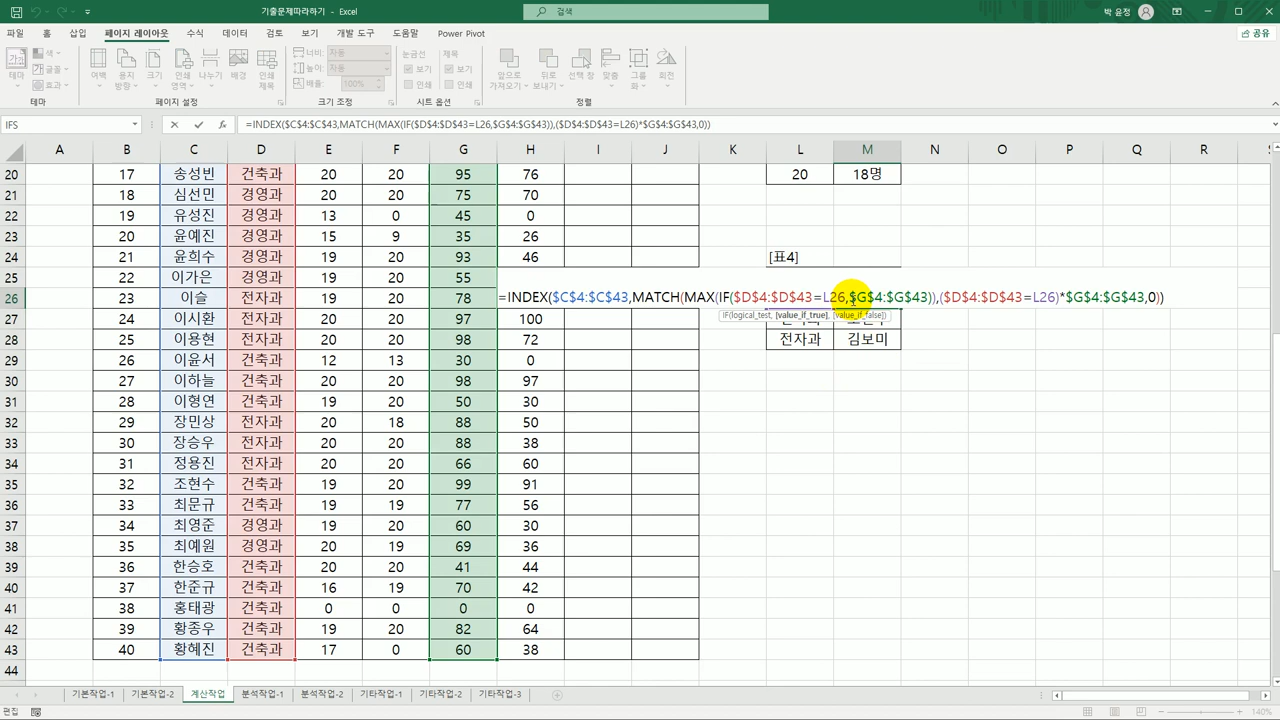 기출문제따라하기 - Excel
검색
박 윤정
파일 홈 삽입 페이지 레이아웃 수식 데이터 검토 보기 개발 도구 도움말 Power Pivot
공유
테마 색 글꼴 효과
여백 용지 방향 크기 인쇄 영역 나누기 배경 인쇄 제목
너비: 자동
높이: 자동
배율: 100%
눈금선 제목
보기 보기
인쇄 인쇄
앞으로 가져오기 뒤로 보내기 선택 창 맞춤 그룹화 회전
테마 페이지 설정 크기 조정 시트 옵션 정렬
IFS fx =INDEX($C$4:$C$43,MATCH(MAX(IF($D$4:$D$43=L26,$G$4:$G$43)),($D$4:$D$43=L26)*$G$4:$G$43,0))
A B C D E F G H I J K L M N O P Q R
20 17 송성빈 건축과 20 20 95 76 20 18명
21 18 심선민 경영과 20 20 75 70
22 19 유성진 경영과 13 0 45 0
23 20 윤예진 경영과 15 9 35 26
24 21 윤희수 경영과 19 20 93 46 [표4]
25 22 이가은 경영과 19 20 55
26 23 이슬 전자과 19 20 78 =INDEX($C$4:$C$43,MATCH(MAX(IF($D$4:$D$43=L26,$G$4:$G$43)),($D$4:$D$43=L26)*$G$4:$G$43,0))
IF(logical_test, [value_if_true], [value_if_false])
27 24 이시환 전자과 20 20 97 100
28 25 이용현 전자과 20 20 98 72 전자과 김보미
29 26 이윤서 건축과 12 13 30 0
30 27 이하늘 건축과 20 20 98 97
31 28 이형연 건축과 19 20 50 30
32 29 장민상 전자과 20 18 88 50
33 30 장승우 전자과 20 20 88 38
34 31 정용진 전자과 20 20 66 60
35 32 조현수 건축과 19 20 99 91
36 33 최문규 건축과 19 19 77 56
37 34 최영준 경영과 19 20 60 30
38 35 최예원 경영과 20 19 69 36
39 36 한승호 건축과 20 20 41 44
40 37 한준규 건축과 16 19 70 42
41 38 홍태광 건축과 0 0 0 0
42 39 황종우 건축과 19 20 82 64
43 40 황혜진 건축과 17 0 60 38
44
기본작업-1 기본작업-2 계산작업 분석작업-1 분석작업-2 기타작업-1 기타작업-2 기타작업-3
편집 140%